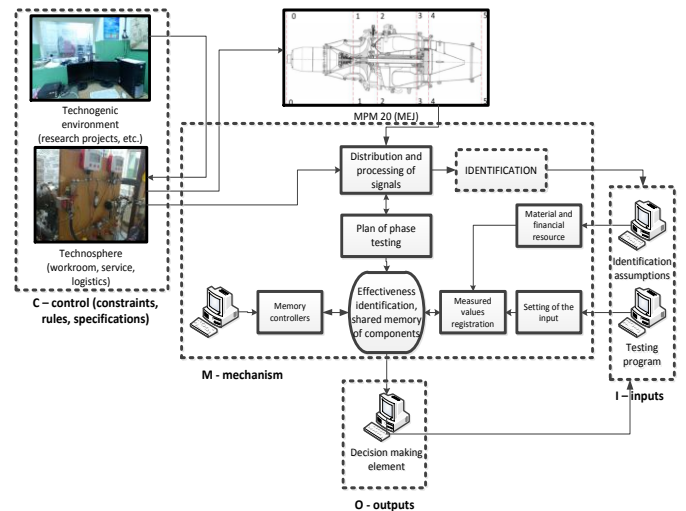 0 1 2 3 4 5
0 1 2 3 4 5
MPM 20 (MEJ)
Technogenic
environment
(research projects, etc.)
Technosphere
(workroom, service,
logistics)
C – control (constraints,
rules, specifications)
Distribution and
processing of
signals
IDENTIFICATION
Plan of phase
testing
Material and
financial
resource
Identification
assumptions
Effectiveness
identification,
shared memory
of components
Memory
controllers
Measured
values
registration
Setting of the
input
Testing
program
M - mechanism
I – inputs
Decision making
element
O - outputs